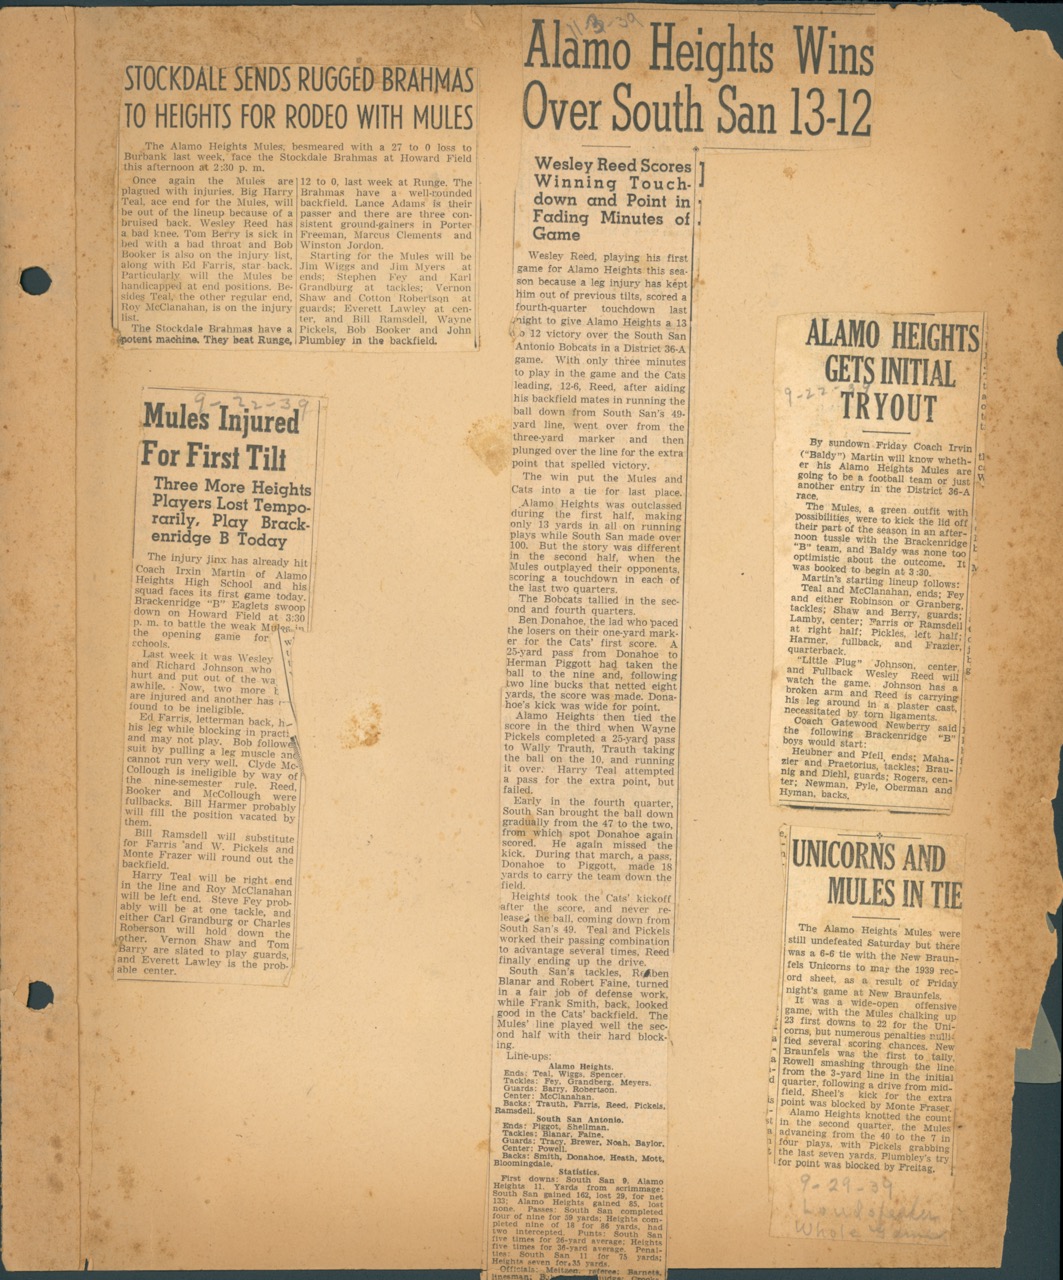 STOCKDALE SENDS RUGGED BRAHMAS
TO HEIGHTS FOR RODEO WITH MULES
The Alamo Heights Mules, besmeared with a 27 to 0 loss to
Burbank last week, face the Stockdale Brahmas at Howard Field
this afternoon at 2:30 p. m.
Once again the Mules are
plagued with injuries. Big Harry
Teal, ace end for the Mules, will
be out of the lineup because of a
bruised back. Wesley Reed has
a bad knee. Tom Berry is sick in
bed with a bad throat and Bob
Booker is also on the injury list,
along with Ed Farris, star back.
Particularly will the Mules be
handicapped at end positions. Be-
sides Teal, the other regular end,
Roy McClanahan, is on the injury
list.
The Stockdale Brahmas have a
potent machine. They beat Runge,
12 to 0, last week at Runge. The
Brahmas have a well-rounded
backfield. Lance Adams is their
passer and there are three con-
sistent ground-gainers in Porter
Freeman, Marcus Clements and
Winston Jordon.
Starting for the Mules will be
Jim Wiggs and Jim Myers at
ends; Stephen Fey and Karl
Grandburg at tackles; Vernon
Shaw and Cotton Robertson at
guards; Everett Lawley at cen-
ter, and Bill Ramsdell, Wayne
Pickels, Bob Booker and John
Plumbley in the backfield.
9-22-39
Mules Injured
For First Tilt
Three More Heights
Players Lost Tempo-
rarily, Play Brack-
enridge B Today
The injury jinx has already hit
Coach Irxin Martin of Alamo
Heights High School and his
squad faces its first game today.
Brackenridge "B" Eaglets swoop
down on Howard Field at 3:30
p. m. to battle the weak Mules in
the opening game for
schools.
Last week it was Wesley
and Richard Johnson who
hurt and put out of the wa
awhile. Now, two more
are injured and another has
found to be ineligible.
Ed Farris, letterman back, h
his leg while blocking in practi
and may not play. Bob followe
suit by pulling a leg muscle and
cannot run very well. Clyde Mc-
Collough is ineligible by way of
the nine-semester rule. Reed,
Booker and McCollough were
fullbacks. Bill Harmer probably
will fill the position vacated by
them.
Bill Ramsdell will substitute
for Farris and W. Pickels and
Monte Frazer will round out the
backfield.
Harry Teal will be right end
in the line and Roy McClanahan
will be left end. Steve Fey prob-
ably will be at one tackle, and
either Carl Grandburg or Charles
Roberson will hold down the
other. Vernon Shaw and Tom
Barry are slated to play guards,
and Everett Lawley is the prob-
able center.
11-3-39
Alamo Heights Wins
Over South San 13-12
Wesley Reed Scores
Winning Touch-
down and Point in
Fading Minutes of
Game
Wesley Reed, playing his first
game for Alamo Heights this sea-
son because a leg injury has kept
him out of previous tilts, scored a
fourth-quarter touchdown last
night to give Alamo Heights a 13
to 12 victory over the South San
Antonio Bobcats in a District 36-A
game. With only three minutes
to play in the game and the Cats
leading, 12-6, Reed, after aiding
his backfield mates in running the
ball down from South San's 49-
yard line, went over from the
three-yard marker and then
plunged over the line for the extra
point that spelled victory.
The win put the Mules and
Cats into a tie for last place.
Alamo Heights was outclassed
during the first half, making
only 13 yards in all on running
plays while South San made over
100. But the story was different
in the second half, when the
Mules outplayed their opponents,
scoring a touchdown in each of
the last two quarters.
The Bobcats tallied in the sec-
ond and fourth quarters.
Ben Donahoe, the lad who paced
the losers on their one-yard mark-
er for the Cats' first score. A
25-yard pass from Donahoe to
Herman Piggott had taken the
ball to the nine and, following
two line bucks that netted eight
yards, the score was made. Dona-
hoe's kick was wide for point.
Alamo Heights then tied the
score in the third when Wayne
Pickels completed a 25-yard pass
to Wally Trauth, Trauth taking
the ball on the 10, and running
it over. Harry Teal attempted
a pass for the extra point, but
failed.
Early in the fourth quarter,
South San brought the ball down
gradually from the 47 to the two,
from which spot Donahoe again
scored. He again missed the
kick. During that march, a pass,
Donahoe to Piggott, made 18
yards to carry the team down the
field.
Heights took the Cats' kickoff
after the score, and never re-
lease, the ball, coming down from
South San's 49. Teal and Pickels
worked their passing combination
to advantage several times, Reed
finally ending up the drive.
South San's tackles, Reuben
Blanar and Robert Faine, turned
in a fair job of defense work,
while Frank Smith, back, looked
good in the Cats' backfield. The
Mules' line played well the sec-
ond half with their hard block-
ing.
Line-ups:
Alamo Heights.
Ends: Teal, Wiggs, Spencer.
Tackles: Fey, Grandberg, Meyers.
Guards: Barry, Robertson.
Center: McClanahan.
Backs: Trauth, Farris, Reed, Pickels,
Ramsdell.
South San Antonio.
Ends: Piggot, Shellman.
Tackles: Blanar, Faine.
Guards: Tracy, Brewer, Noah, Baylor.
Center: Powell.
Backs: Smith, Donahoe, Heath, Mott,
Bloomingdale.
Statistics.
First downs: South San 9, Alamo
Heights 11. Yards from scrimmage:
South San gained 162, lost 29, for net
133; Alamo Heights gained 85, lost
none. Passes: South San completed
four of nine for 39 yards; Heights com-
pleted nine of 18 for 86 yards, had
two intercepted. Punts: South San
five times for 26-yard average; Heights
five times for 36-yard average. Penal-
ties: South San 11 for 75 yards;
Heights seven for 35 yards.
Officials: Meltsen, referee; Barnets,
ALAMO HEIGHTS
GETS INITIAL
TRYOUT
9-22-39
By sundown Friday Coach Irvin
("Baldy") Martin will know wheth-
er his Alamo Heights Mules are
going to be a football team or just
another entry in the District 36-A
race.
The Mules, a green outfit with
possibilities, were to kick the lid off
their part of the season in an after-
noon tussle with the Brackenridge
"B" team, and Baldy was none too
optimistic about the outcome. It
was booked to begin at 3:30.
Martin's starting lineup follows:
Teal and McClanahan, ends; Fey
and either Robinson or Granberg,
tackles; Shaw and Berry, guards;
Lamby, center; Farris or Ramsdell
at right half; Pickles, left half;
Harmer, fullback, and Frazier,
quarterback.
"Little Plug" Johnson, center,
and Fullback Wesley Reed will
watch the game. Johnson has a
broken arm and Reed is carrying
his leg around in a plaster cast,
necessitated by torn ligaments.
Coach Gatewood Newberry said
the following Brackenridge "B"
boys would start:
Heubner and Pfeil, ends; Maha-
zier and Praetorius, tackles; Brau-
nig and Diehl, guards; Rogers, cen-
ter; Newman, Pyle, Oberman and
Hyman, backs.
UNICORNS AND
MULES IN TIE
The Alamo Heights Mules were
still undefeated Saturday but there
was a 6-6 tie with the New Braun-
fels Unicorns to mar the 1939 rec-
ord sheet, as a result of Friday
night's game at New Braunfels.
It was a wide-open offensive
game, with the Mules chalking up
23 first downs to 22 for the Uni-
corns, but numerous penalties nulli-
fied several scoring chances. New
Braunfels was the first to tally,
Rowell smashing through the line
from the 3-yard line in the initial
quarter, following a drive from mid-
field. Sheel's kick for the extra
point was blocked by Monte Fraser.
Alamo Heights knotted the count
in the second quarter, the Mules
advancing from the 40 to the 7 in
four plays, with Pickels grabbing
the last seven yards. Plumbley's try
for point was blocked by Freitag.
9-29-39
Loudspeaker
Whole Game